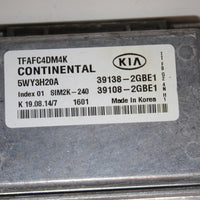 TFAFC4DM4K
CONTINENTAL
KIA
5WY3H20A
39138-2GBE1
Index 01 SIM2K-240
39108-2GBE1
K 19.08.14/7 1601
Made in Korea